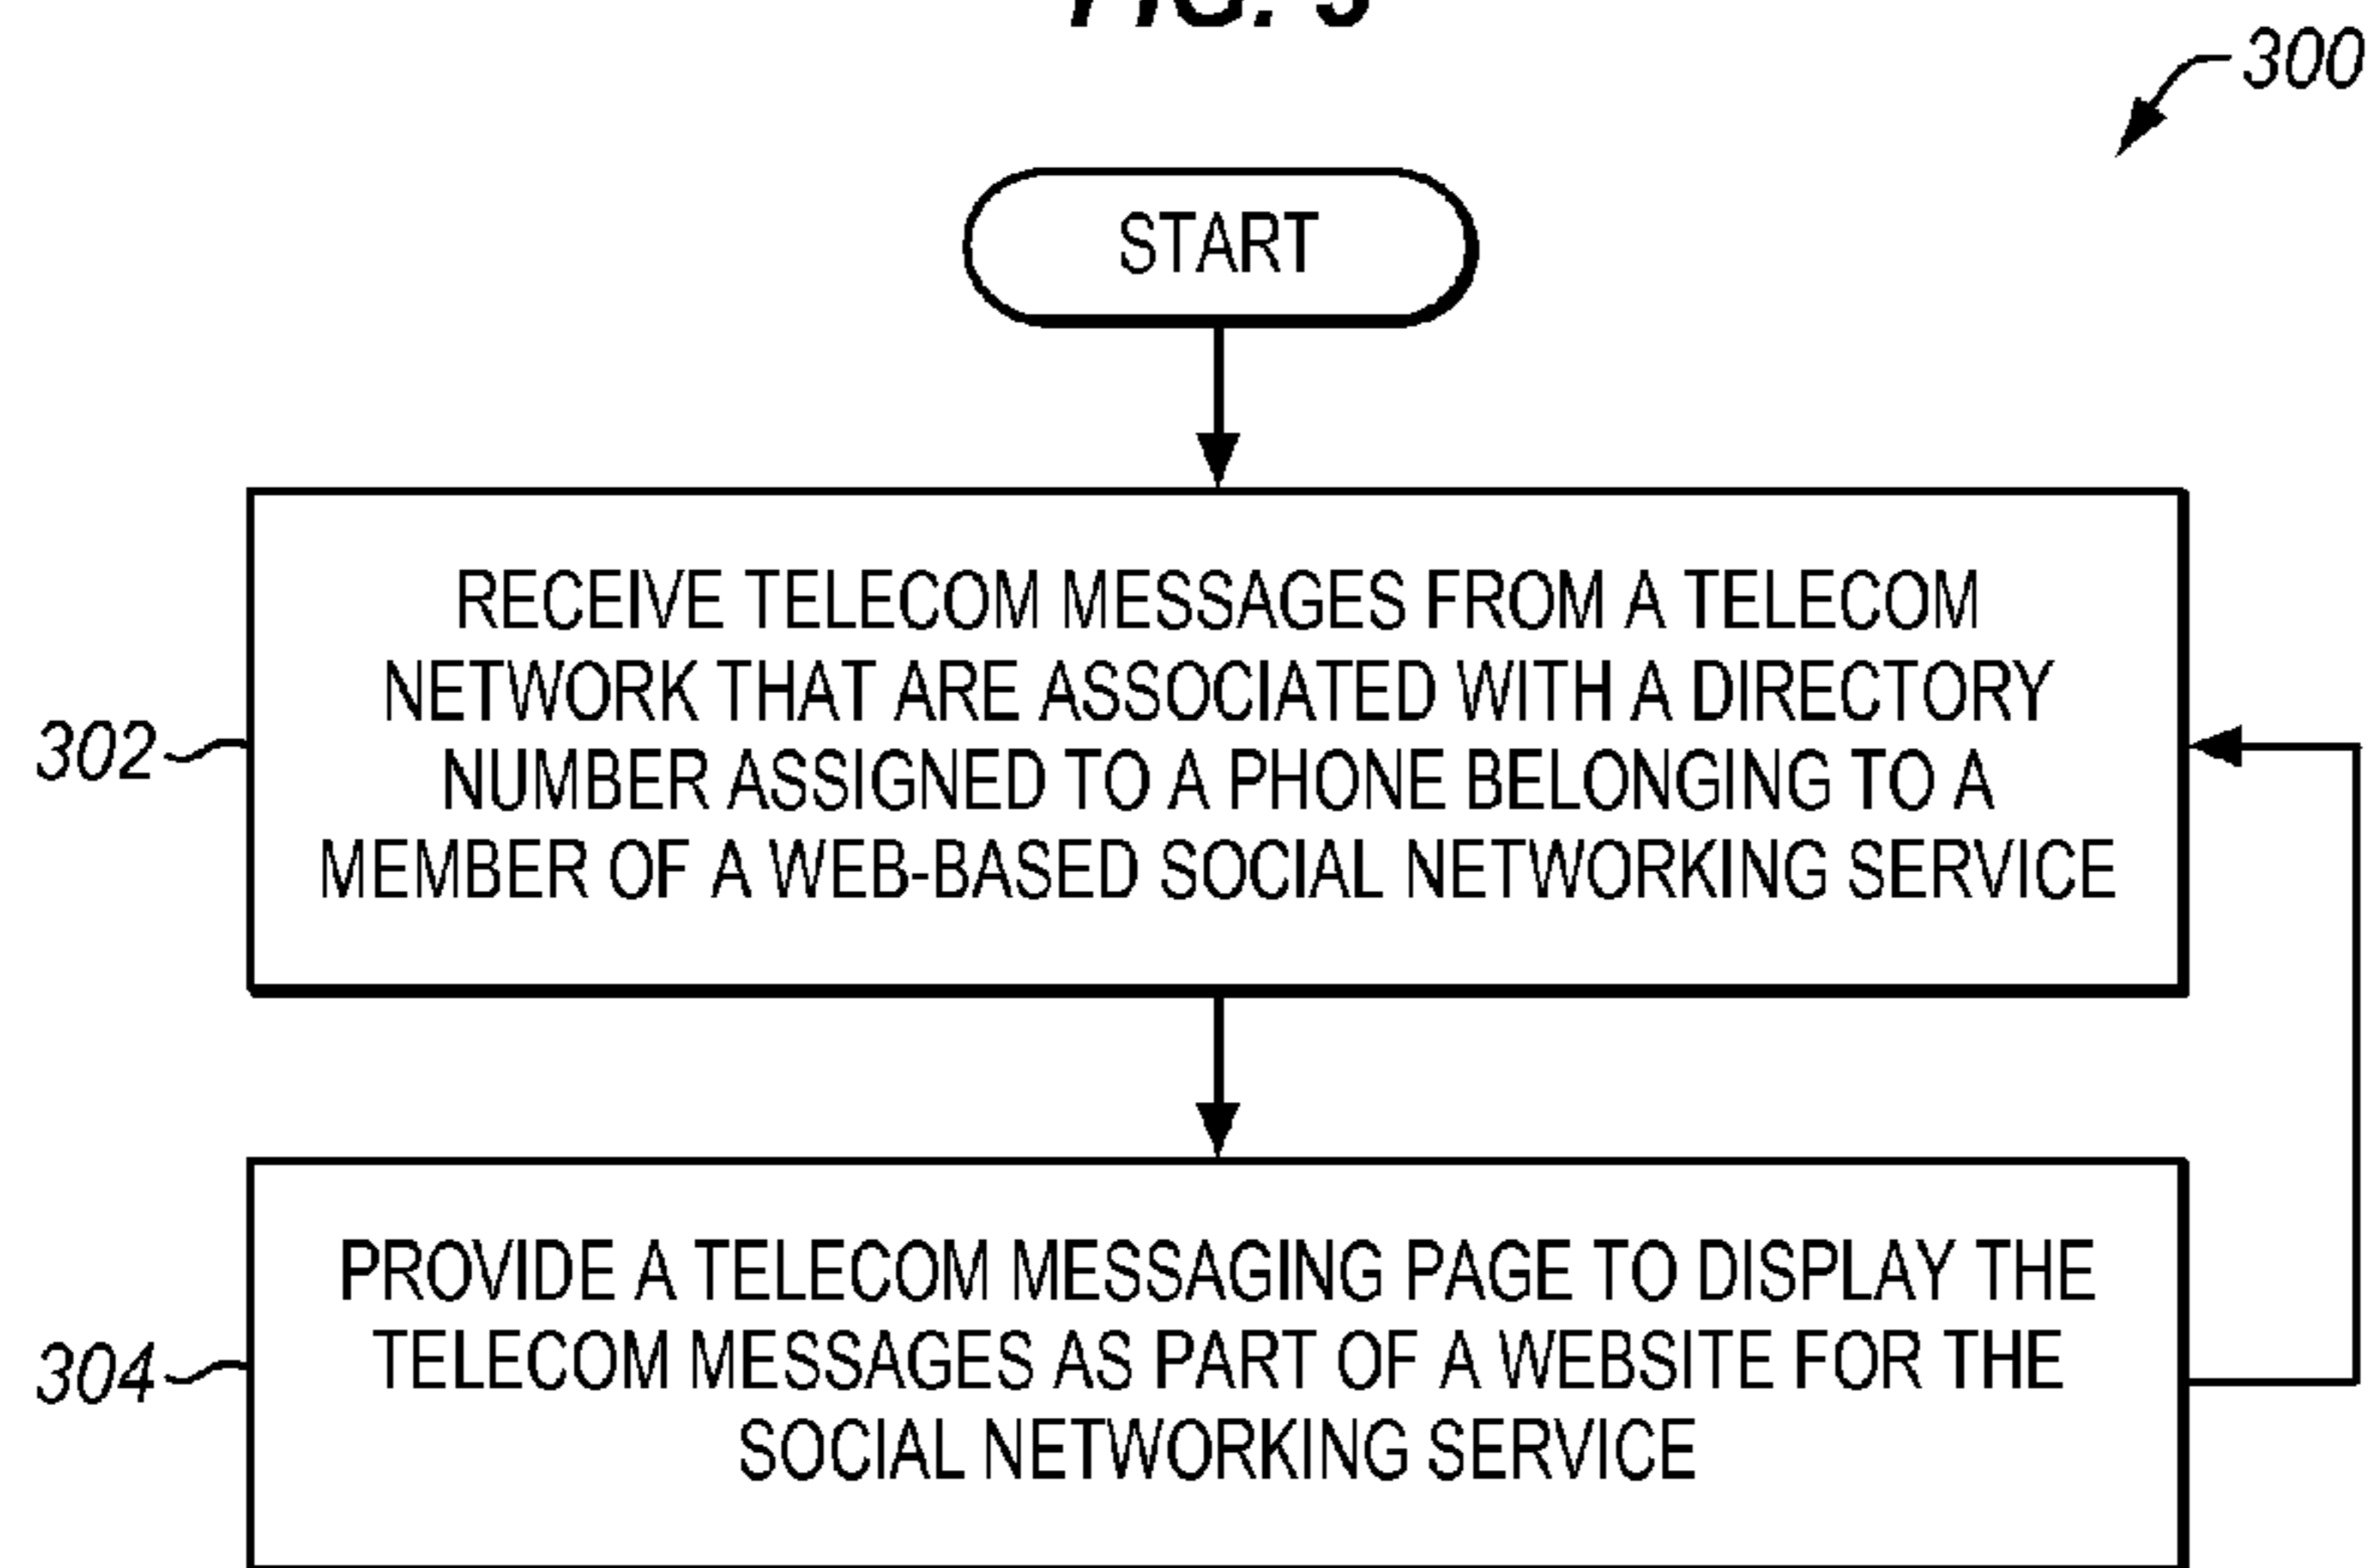 FIG. 3
300
START
RECEIVE TELECOM MESSAGES FROM A TELECOM
NETWORK THAT ARE ASSOCIATED WITH A DIRECTORY
302
NUMBER ASSIGNED TO A PHONE BELONGING TO A
MEMBER OF A WEB-BASED SOCIAL NETWORKING SERVICE
PROVIDE A TELECOM MESSAGING PAGE TO DISPLAY THE
304
TELECOM MESSAGES AS PART OF A WEBSITE FOR THE
SOCIAL NETWORKING SERVICE